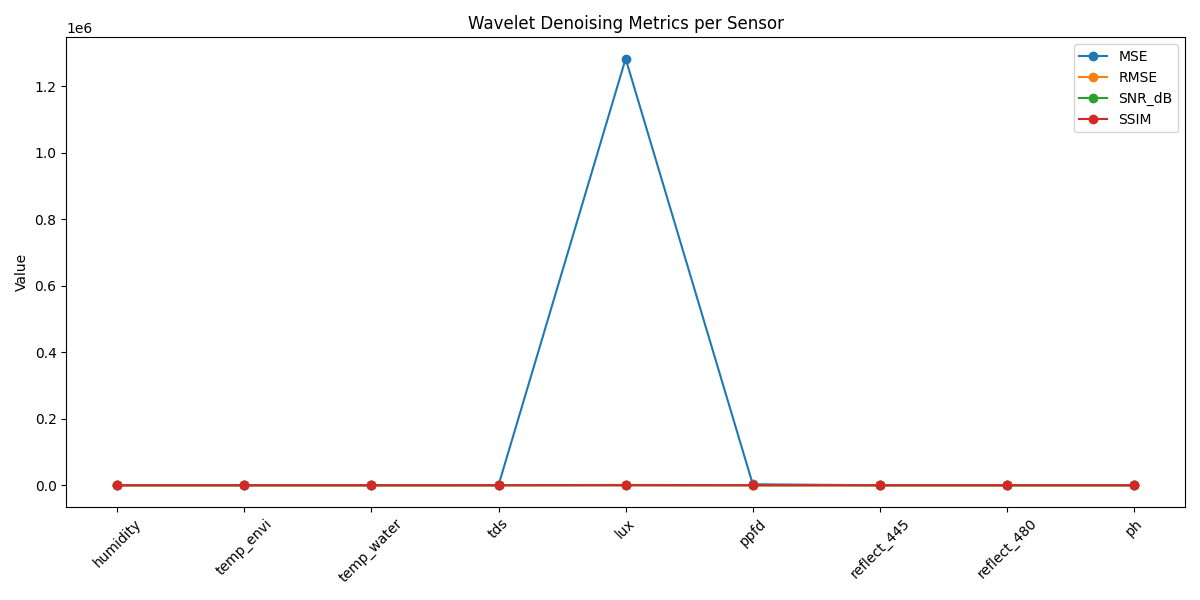 Wavelet Denoising Metrics per Sensor
1e6
MSE
RMSE
SNR_dB
SSIM
1.2
1.0
0.8
0.6
0.4
0.2
0.0
Value
humidity
temp_envi
temp_water
tds
lux
ppfd
reflect_445
reflect_480
ph